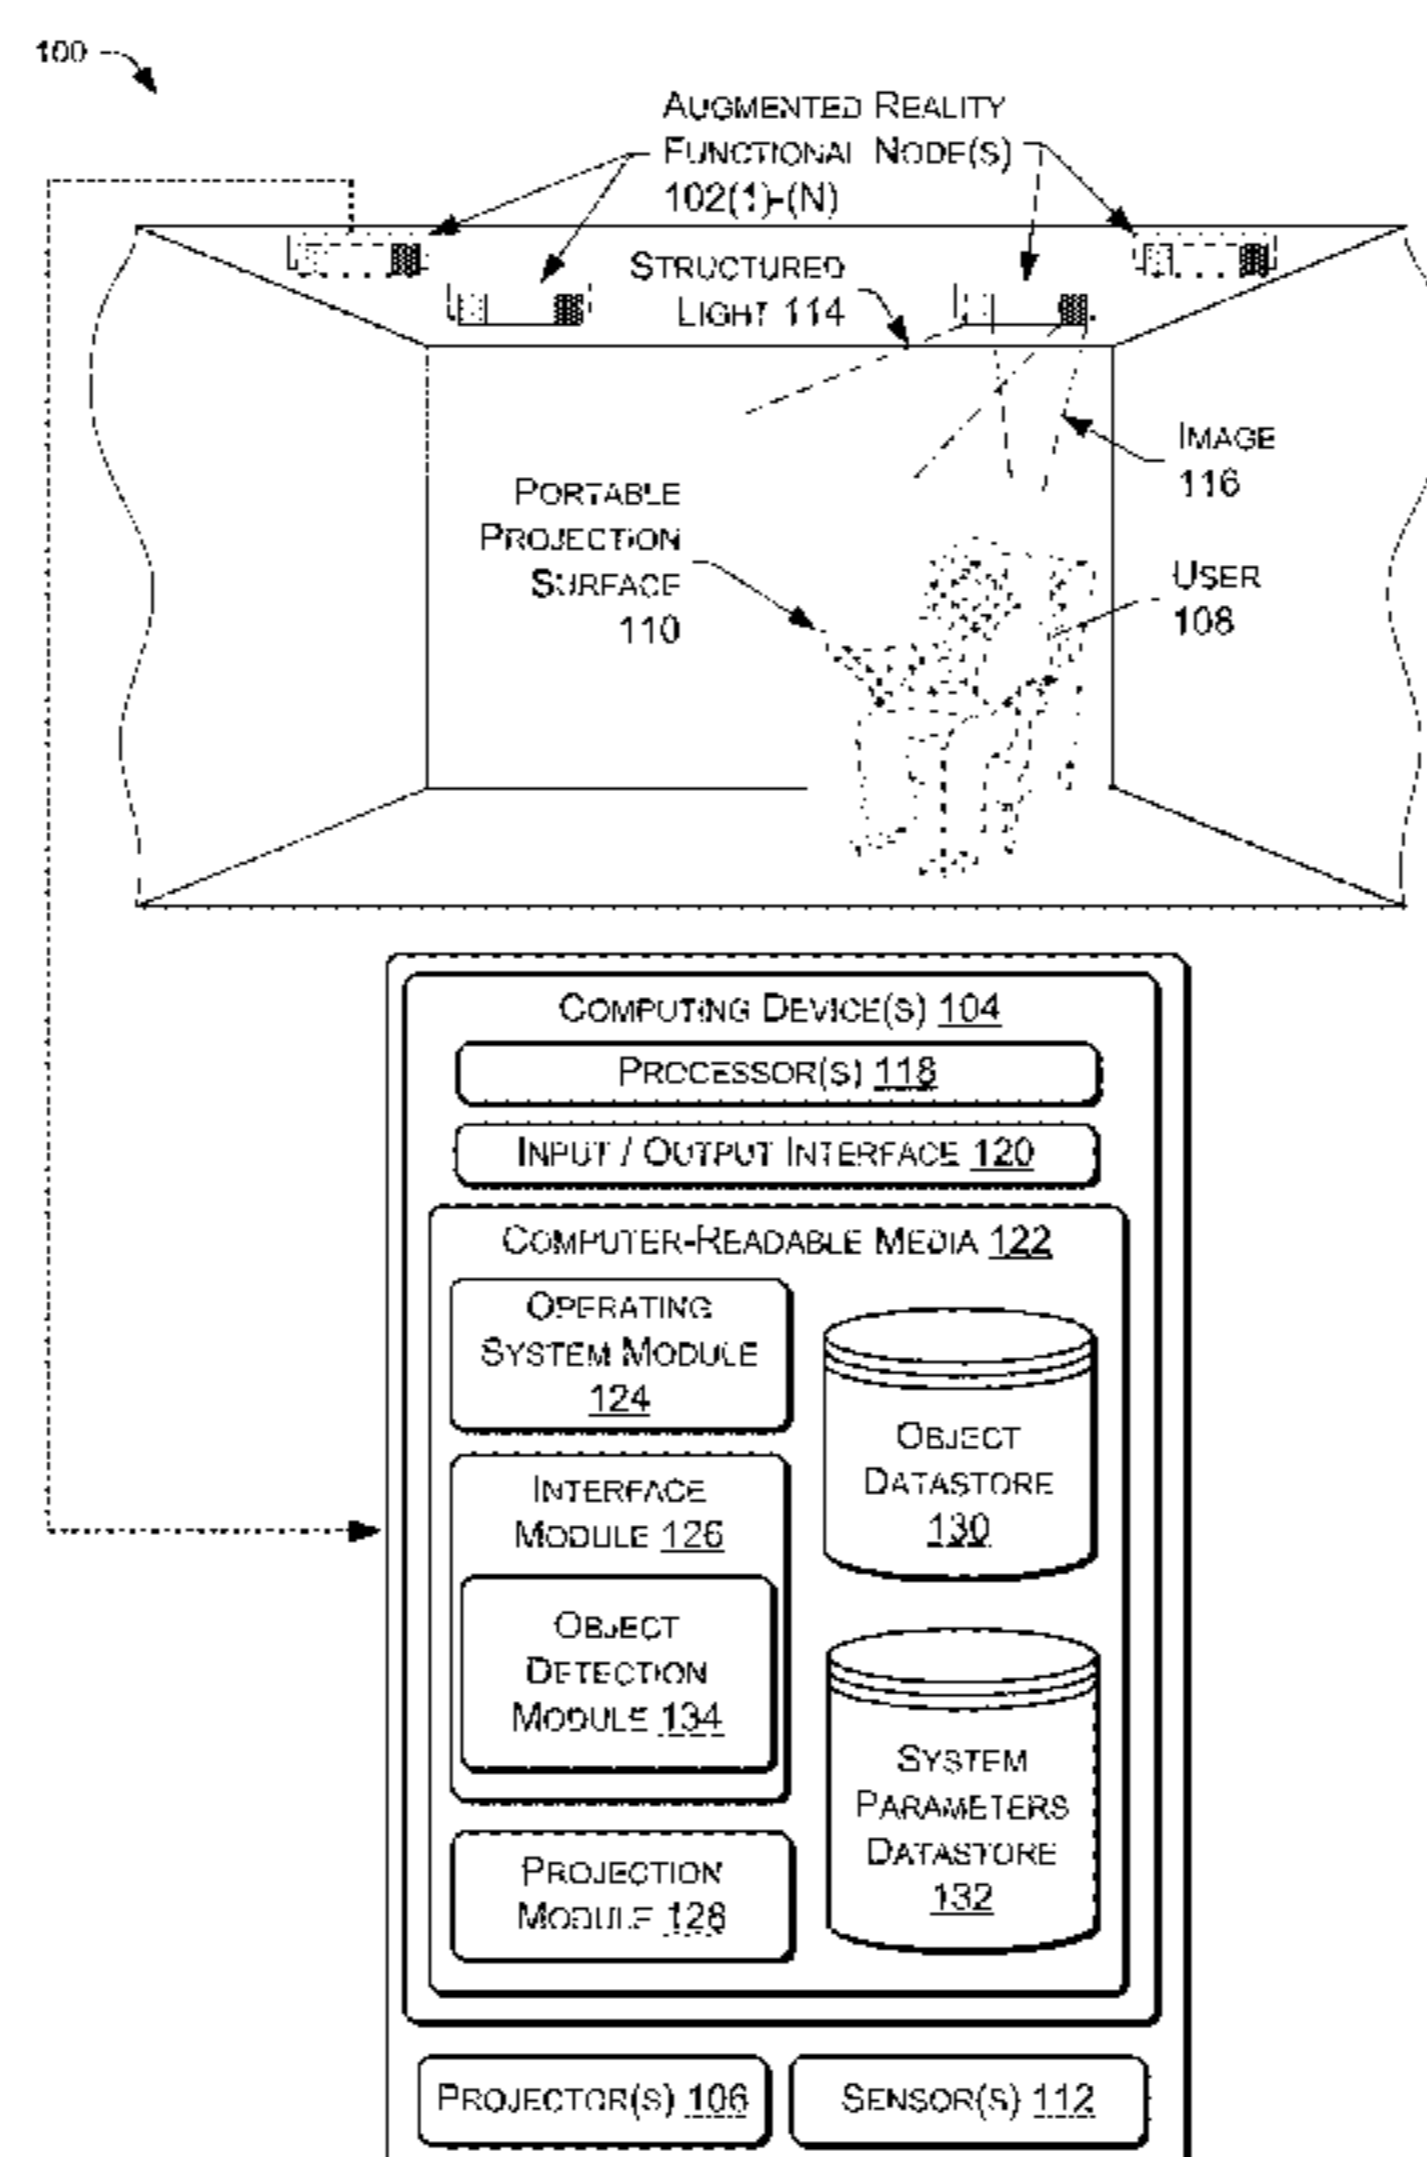 100
AUGMENTED REALITY
FUNCTIONAL NODE(S)
102(1)-(N)
STRUCTURED
LIGHT 114
IMAGE
116
PORTABLE
PROJECTION
SURFACE
110
USER
108
COMPUTING DEVICE(S) 104
PROCESSOR(S) 118
INPUT / OUTPUT INTERFACE 120
COMPUTER-READABLE MEDIA 122
OPERATING
SYSTEM MODULE
124
INTERFACE
MODULE 126
OBJECT
DETECTION
MODULE 134
PROJECTION
MODULE 128
OBJECT
DATASTORE
130
SYSTEM
PARAMETERS
DATASTORE
132
PROJECTOR(S) 106
SENSOR(S) 112